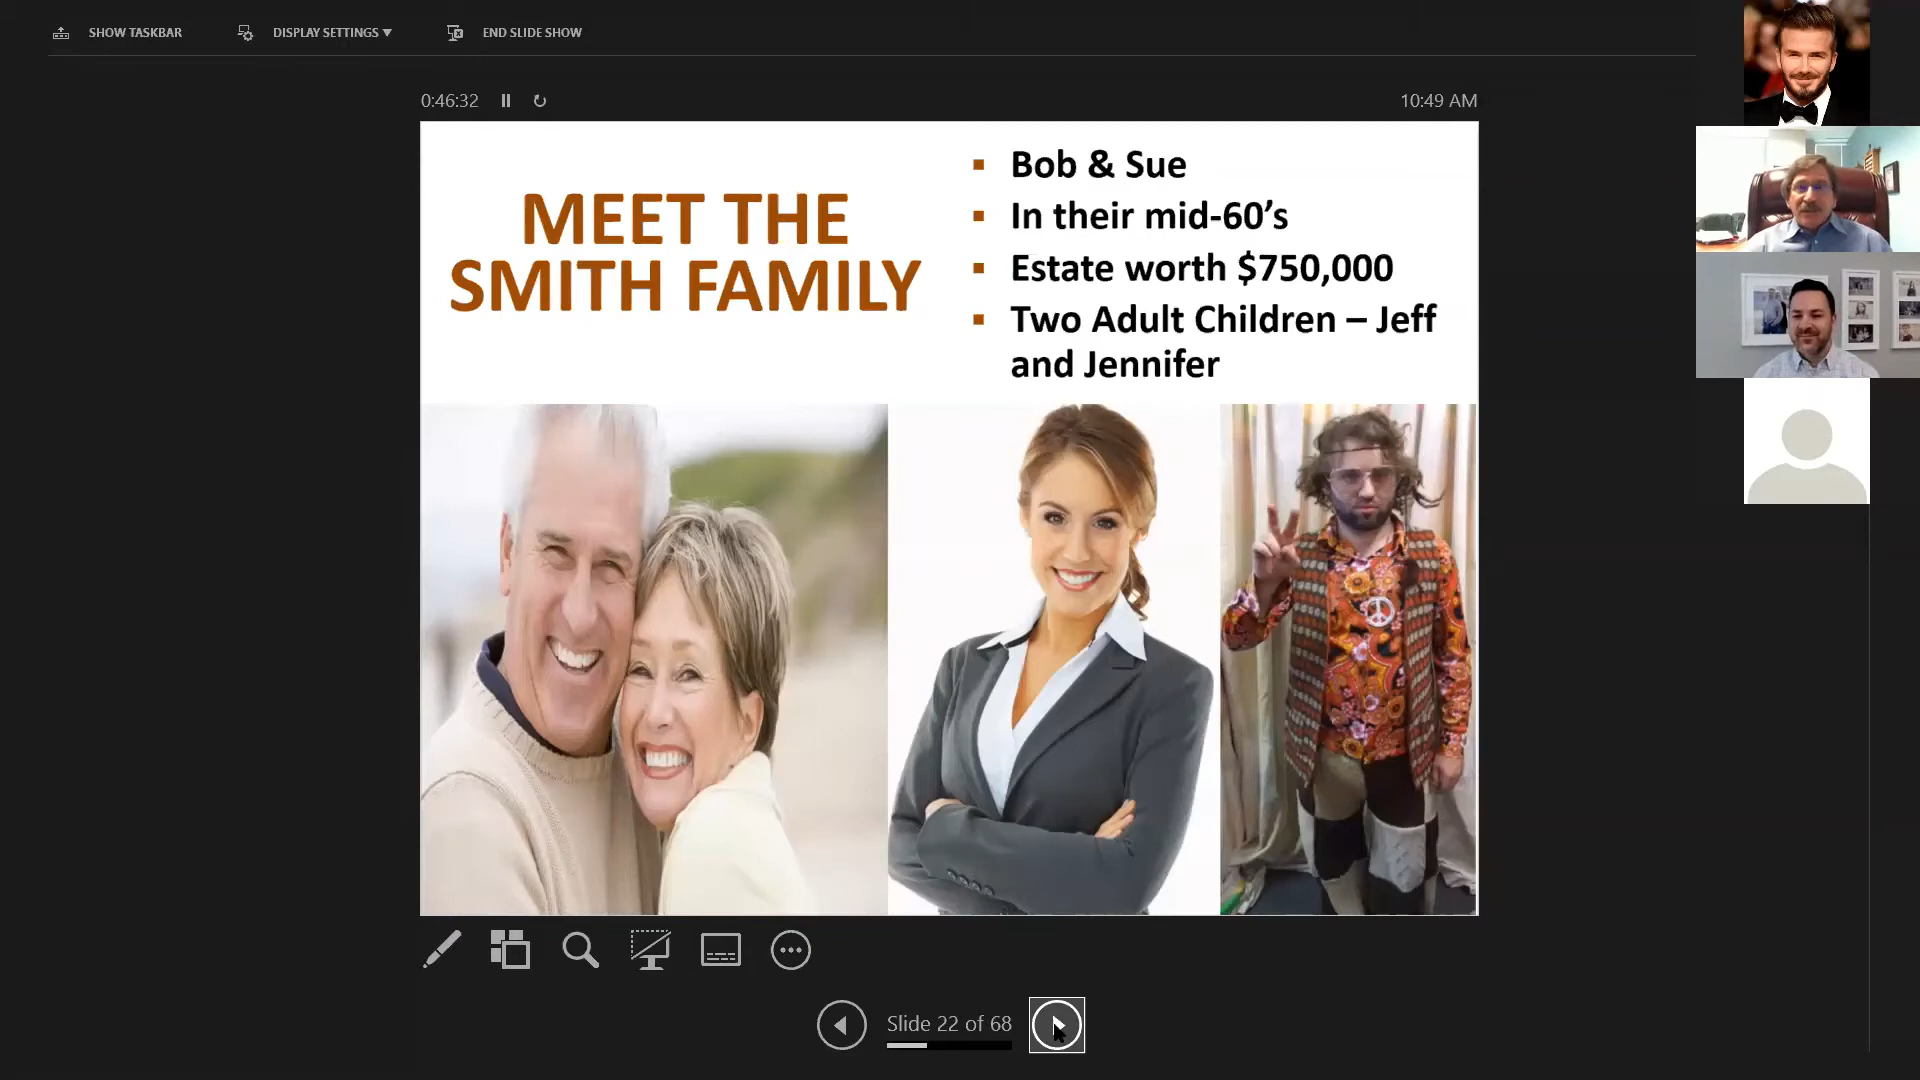 SHOW TASKBAR
DISPLAY SETTINGS ▼
END SLIDE SHOW
0:46:32
10:49 AM
MEET THE
SMITH FAMILY
▪ Bob & Sue
▪ In their mid-60’s
▪ Estate worth $750,000
▪ Two Adult Children – Jeff
and Jennifer
Slide 22 of 68